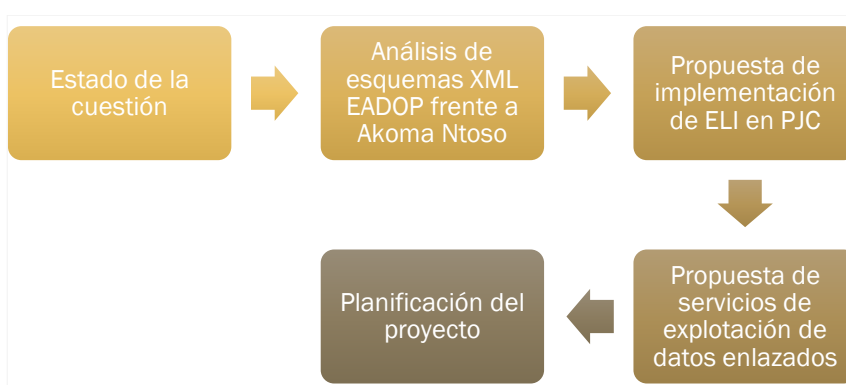 Estado de la
cuestión
Análisis de
esquemas XML
EADOP frente a
Akoma Ntoso
Propuesta de
implementación
de ELI en PJC
Propuesta de
servicios de
explotación de
datos enlazados
Planificación del
proyecto